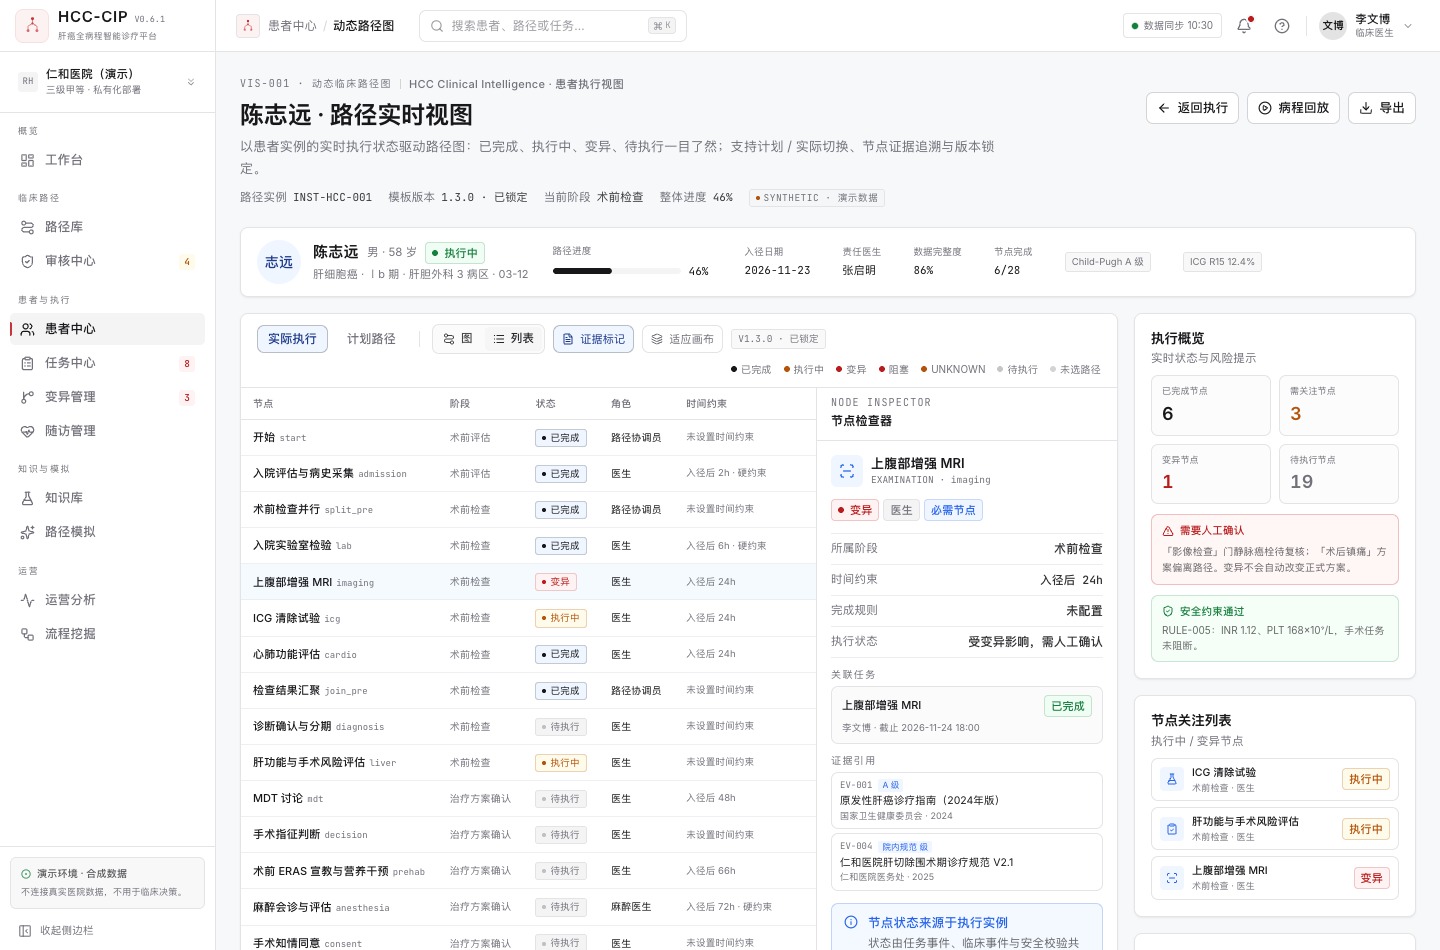 HCC-CIP V0.6.1
肝癌全病程智能诊疗平台
RH
仁和医院（演示）
三级甲等 · 私有化部署
概览
工作台
临床路径
路径库
审核中心 4
患者与执行
患者中心
任务中心 8
变异管理 3
随访管理
知识与模拟
知识库
路径模拟
运营
运营分析
流程挖掘
演示环境 · 合成数据
不连接真实医院数据，不用于临床决策。
收起侧边栏
患者中心 / 动态路径图
搜索患者、路径或任务... ⌘ K
数据同步 10:30
文博
李文博
临床医生
VIS-001 · 动态临床路径图 | HCC Clinical Intelligence · 患者执行视图
陈志远 · 路径实时视图
以患者实例的实时执行状态驱动路径图：已完成、执行中、变异、待执行一目了然；支持计划 / 实际切换、节点证据追溯与版本锁
定。
路径实例 INST-HCC-001 模板版本 1.3.0 · 已锁定 当前阶段 术前检查 整体进度 46% SYNTHETIC · 演示数据
返回执行 病程回放 导出
志远
陈志远 男 · 58 岁 执行中
肝细胞癌 · Ⅰb 期 · 肝胆外科 3 病区 · 03-12
路径进度
46%
入径日期
2026-11-23
责任医生
张启明
数据完整度
86%
节点完成
6/28
Child-Pugh A 级
ICG R15 12.4%
实际执行 计划路径 图 列表 证据标记 适应画布 V1.3.0 · 已锁定
已完成 执行中 变异 阻塞 UNKNOWN 待执行 未选路径
节点 阶段 状态 角色 时间约束
开始 start 术前评估 已完成 路径协调员 未设置时间约束
入院评估与病史采集 admission 术前评估 已完成 医生 入径后 2h · 硬约束
术前检查并行 split_pre 术前检查 已完成 路径协调员 未设置时间约束
入院实验室检验 lab 术前检查 已完成 医生 入径后 6h · 硬约束
上腹部增强 MRI imaging 术前检查 变异 医生 入径后 24h
ICG 清除试验 icg 术前检查 执行中 医生 入径后 24h
心肺功能评估 cardio 术前检查 已完成 医生 入径后 24h
检查结果汇聚 join_pre 术前检查 已完成 路径协调员 未设置时间约束
诊断确认与分期 diagnosis 术前检查 待执行 医生 未设置时间约束
肝功能与手术风险评估 liver 术前检查 执行中 医生 未设置时间约束
MDT 讨论 mdt 治疗方案确认 待执行 医生 入径后 48h
手术指征判断 decision 治疗方案确认 待执行 医生 未设置时间约束
术前 ERAS 宣教与营养干预 prehab 治疗方案确认 待执行 医生 入径后 66h
麻醉会诊与评估 anesthesia 治疗方案确认 待执行 麻醉医生 入径后 72h · 硬约束
手术知情同意 consent 治疗方案确认 待执行 医生 未设置时间约束
NODE INSPECTOR
节点检查器
上腹部增强 MRI
EXAMINATION · imaging
变异 医生 必需节点
所属阶段 术前检查
时间约束 入径后 24h
完成规则 未配置
执行状态 受变异影响，需人工确认
关联任务
上腹部增强 MRI 已完成
李文博 · 截止 2026-11-24 18:00
证据引用
EV-001 A 级
原发性肝癌诊疗指南（2024年版）
国家卫生健康委员会 · 2024
EV-004 院内规范 级
仁和医院肝切除围术期诊疗规范 V2.1
仁和医院医务处 · 2025
节点状态来源于执行实例
状态由任务事件、临床事件与安全校验共
执行概览
实时状态与风险提示
已完成节点
6
需关注节点
3
变异节点
1
待执行节点
19
需要人工确认
「影像检查」门静脉癌栓待复核；「术后镇痛」方
案偏离路径。变异不会自动改变正式方案。
安全约束通过
RULE-005：INR 1.12、PLT 168×10⁹/L，手术任务
未阻断。
节点关注列表
执行中 / 变异节点
ICG 清除试验
术前检查 · 医生
执行中
肝功能与手术风险评估
术前检查 · 医生
执行中
上腹部增强 MRI
术前检查 · 医生
变异